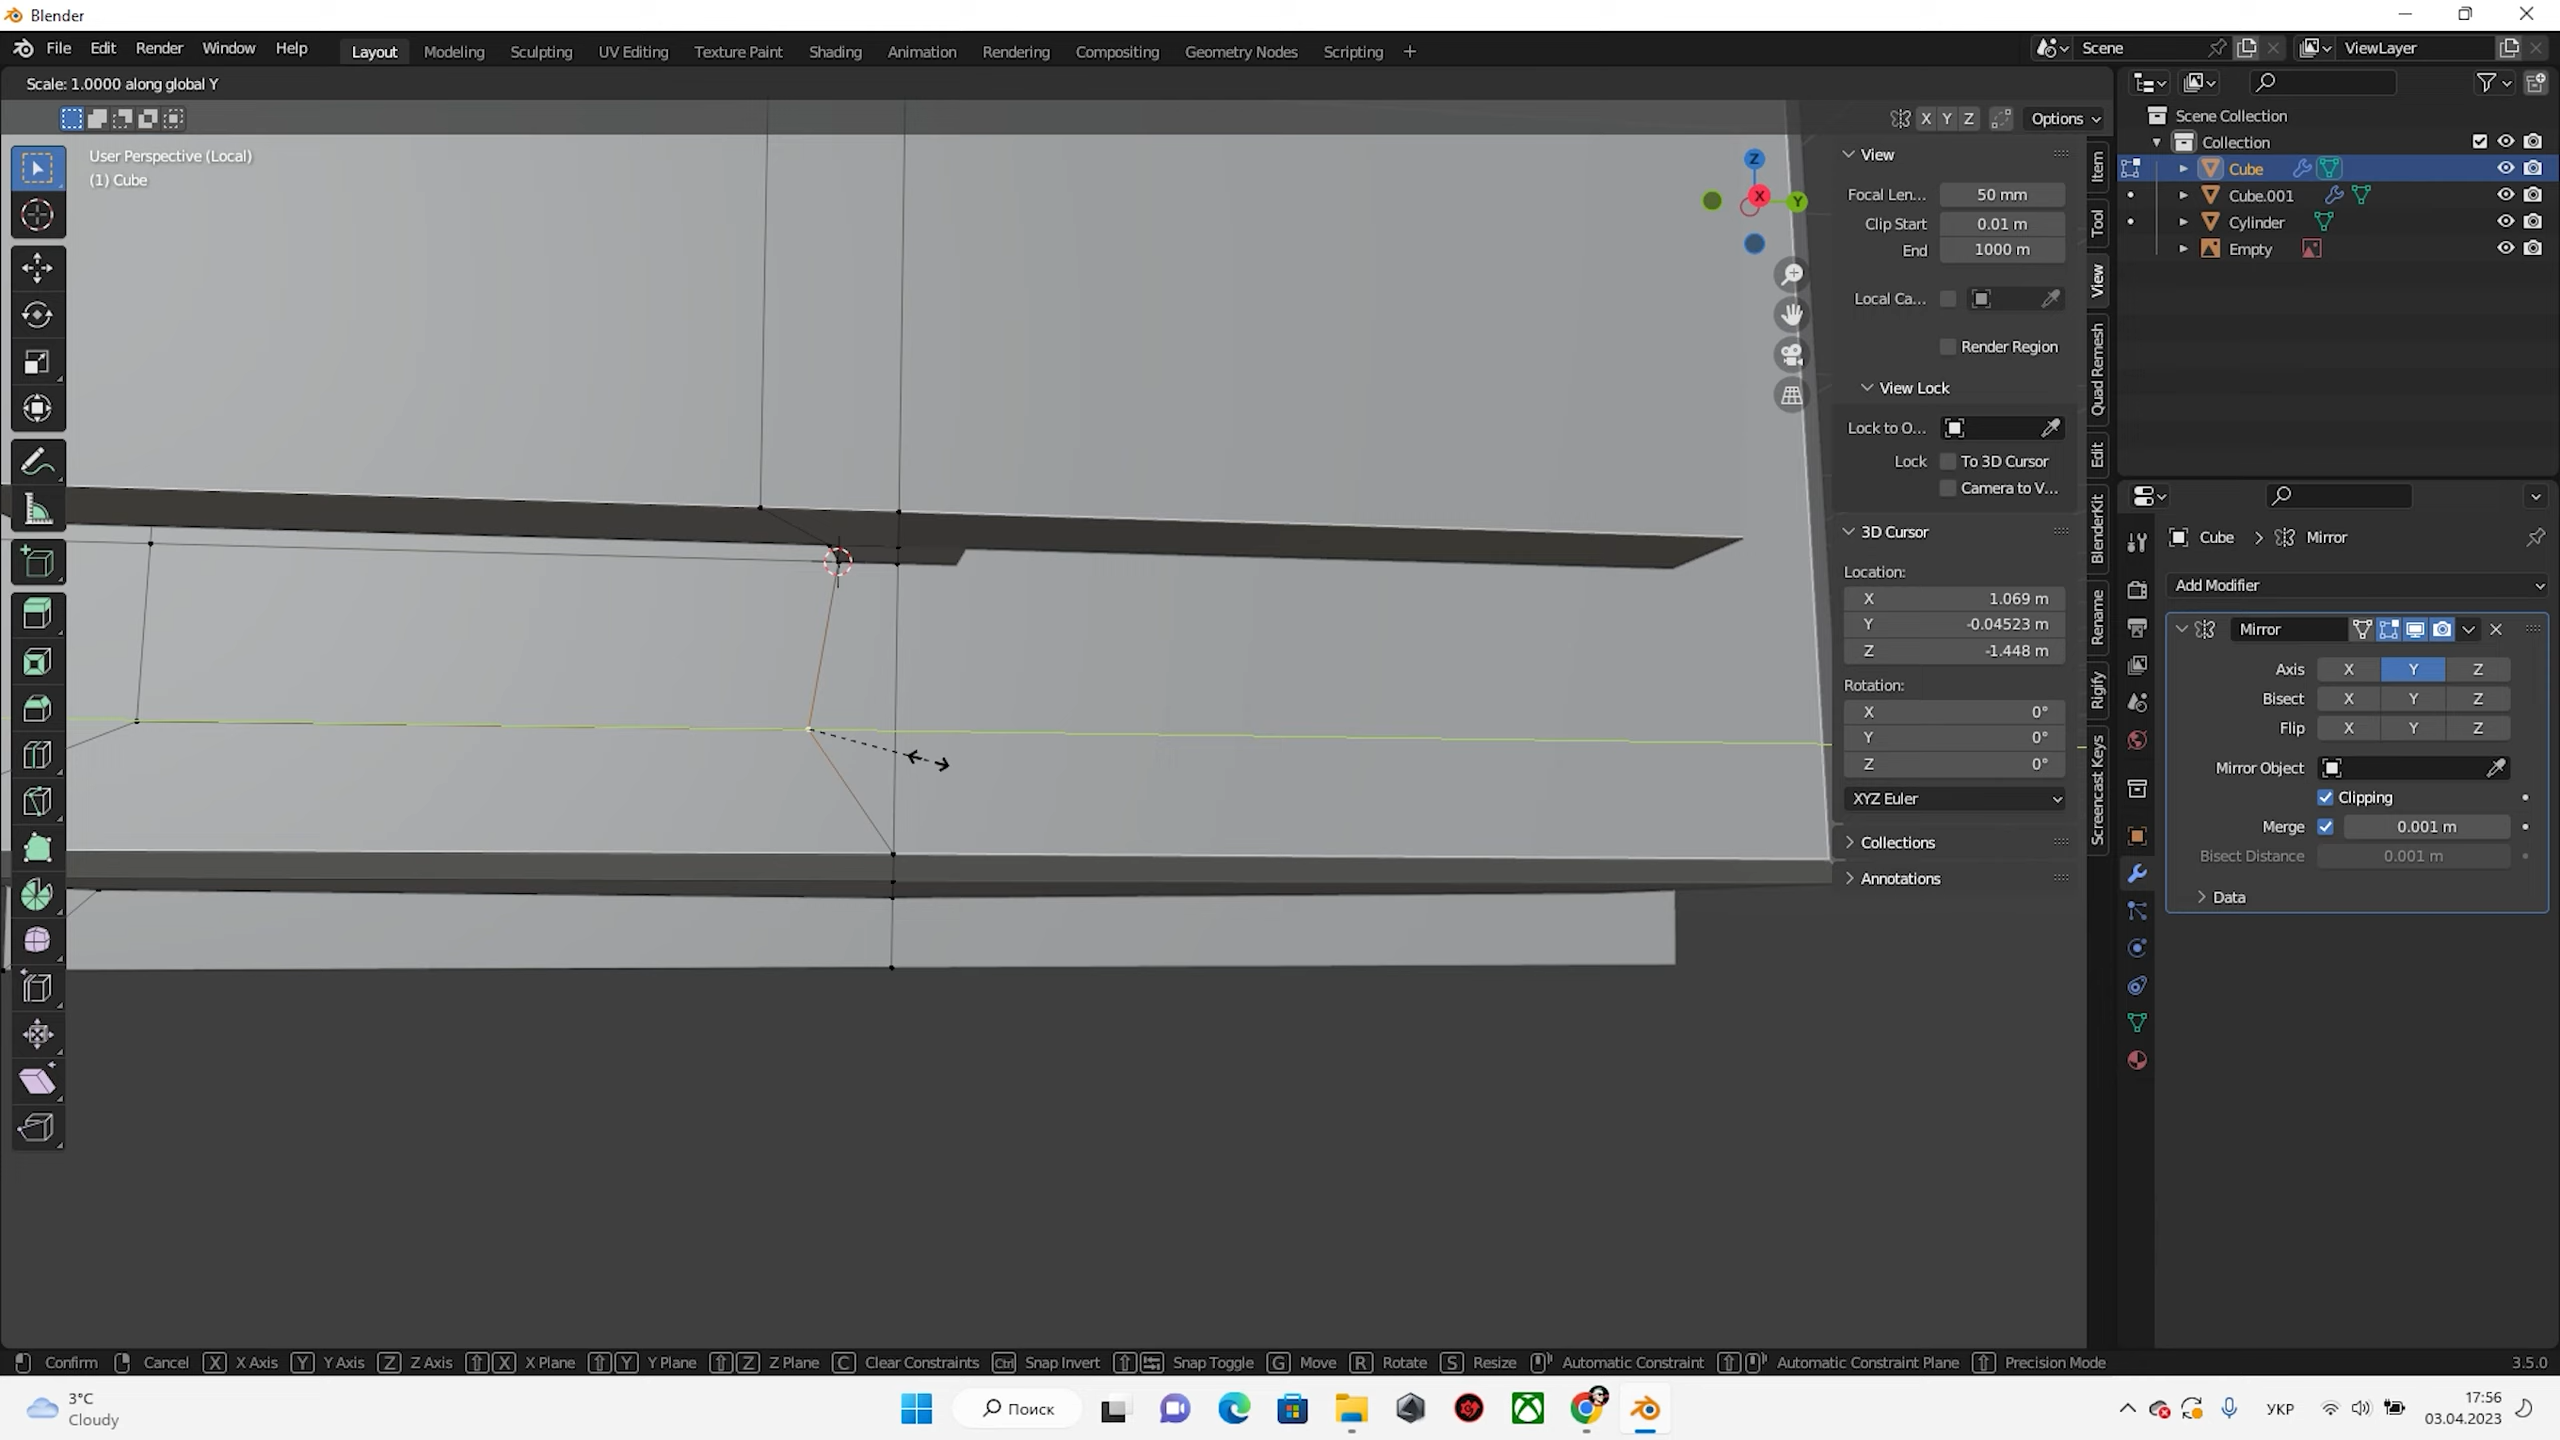 Blender
File Edit Render Window Help Layout Modeling Sculpting UV Editing Texture Paint Shading Animation Rendering Compositing Geometry Nodes Scripting + Scene ViewLayer
Scale: 1.0000 along global Y
X Y Z Options
User Perspective (Local)
(1) Cube
Z
X
Y
View
Focal Len... 50 mm
Clip Start 0.01 m
End 1000 m
Local Ca...
Render Region
View Lock
Lock to O...
Lock To 3D Cursor
Camera to V...
3D Cursor
Location:
X 1.069 m
Y -0.04523 m
Z -1.448 m
Rotation:
X 0°
Y 0°
Z 0°
XYZ Euler
Collections
Annotations
Item
Tool
View
Quad Remesh
Edit
BlenderKit
Rename
Rigify
Screencast Keys
Scene Collection
Collection
Cube
Cube.001
Cylinder
Empty
Cube > Mirror
Add Modifier
Mirror
Axis X Y Z
Bisect X Y Z
Flip X Y Z
Mirror Object
Clipping
Merge 0.001 m
Bisect Distance 0.001 m
Data
Confirm Cancel X X Axis Y Y Axis Z Z Axis X X Plane Y Y Plane Z Z Plane C Clear Constraints Ctrl Snap Invert Snap Toggle G Move R Rotate S Resize Automatic Constraint Automatic Constraint Plane Precision Mode 3.5.0
3°C
Cloudy
Поиск
УКР
17:56
03.04.2023